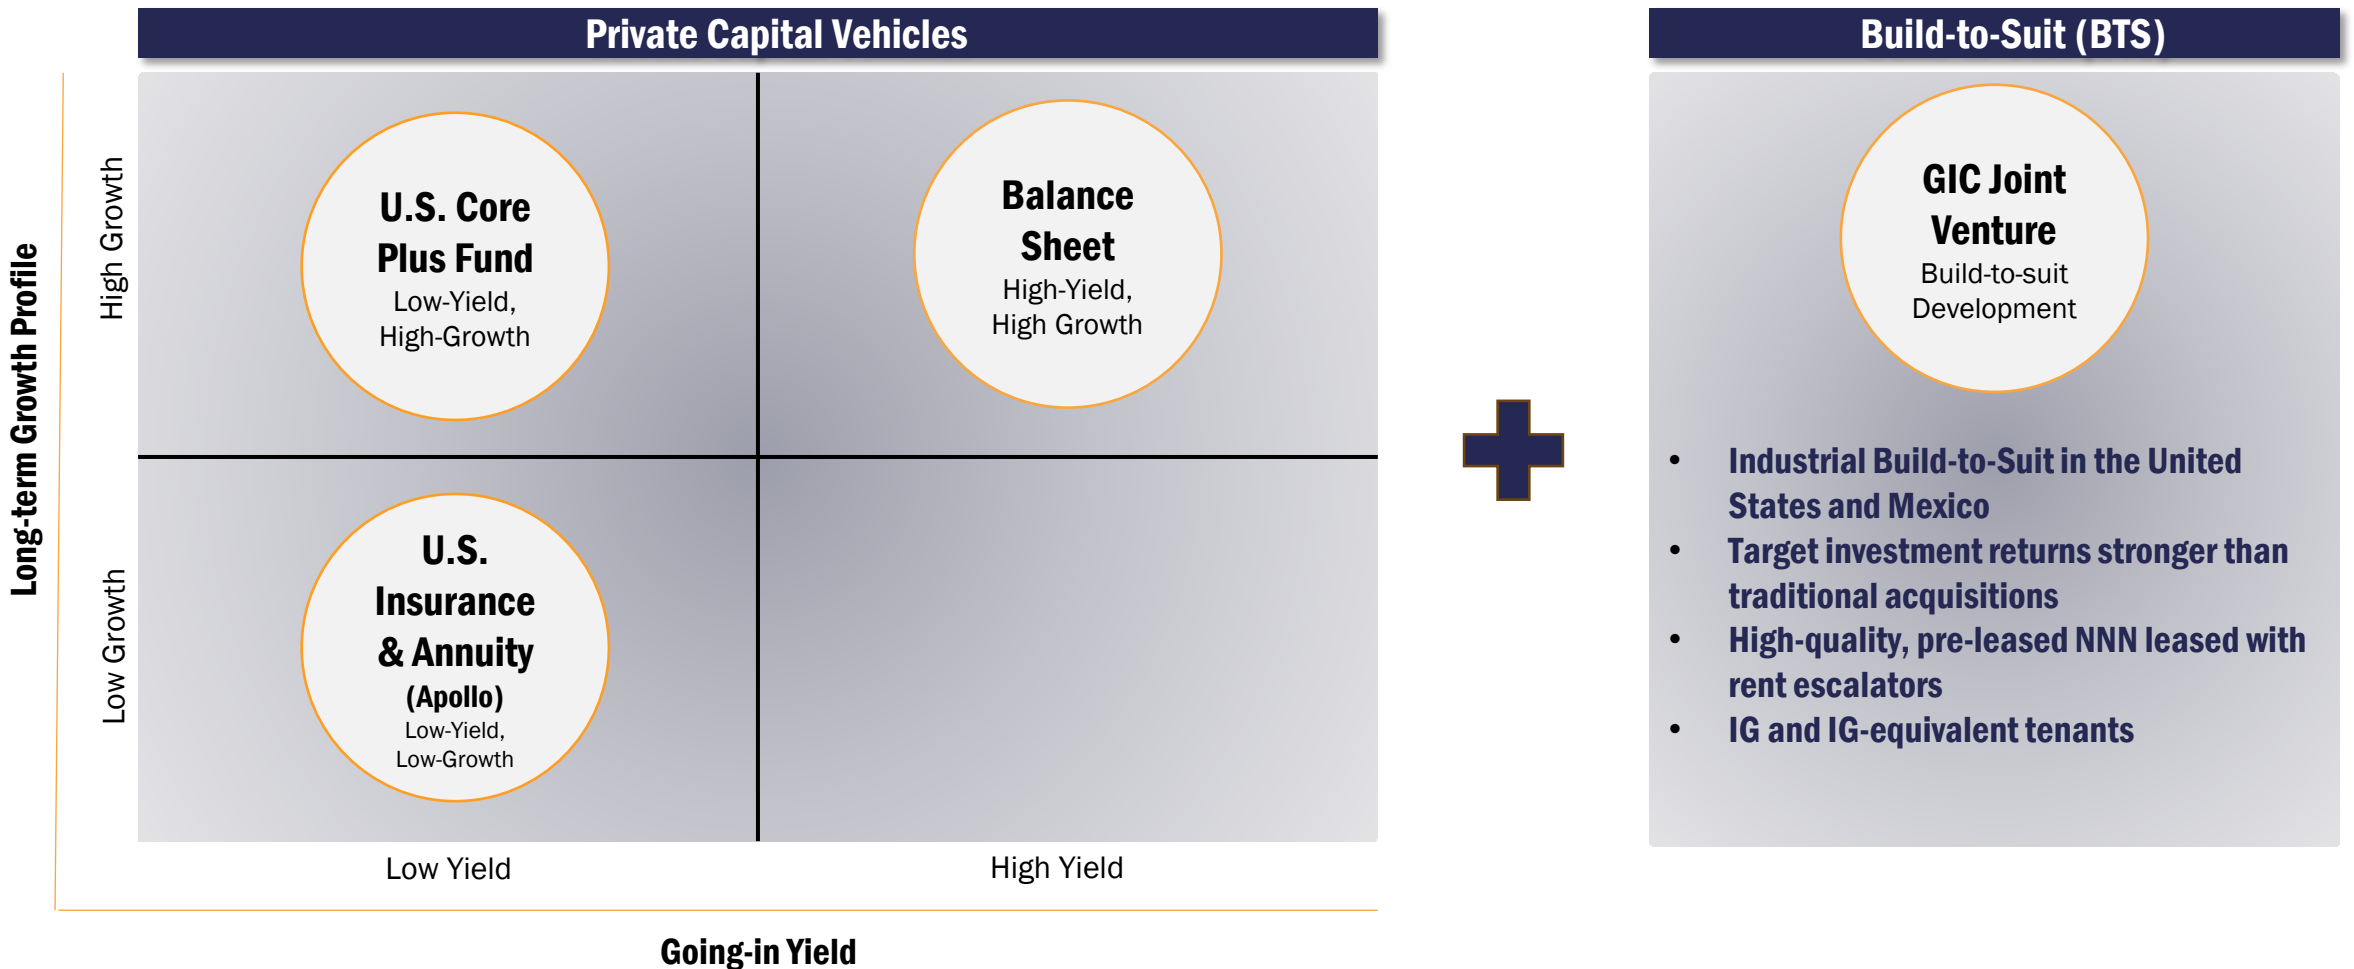 Private Capital Vehicles
Long-term Growth Profile
High Growth
Low Growth
U.S. Core
Plus Fund
Low-Yield,
High-Growth
Balance
Sheet
High-Yield,
High Growth
U.S.
Insurance
& Annuity
(Apollo)
Low-Yield,
Low-Growth
Low Yield
High Yield
Going-in Yield
Build-to-Suit (BTS)
GIC Joint
Venture
Build-to-suit
Development
• Industrial Build-to-Suit in the United
States and Mexico
• Target investment returns stronger than
traditional acquisitions
• High-quality, pre-leased NNN leased with
rent escalators
• IG and IG-equivalent tenants